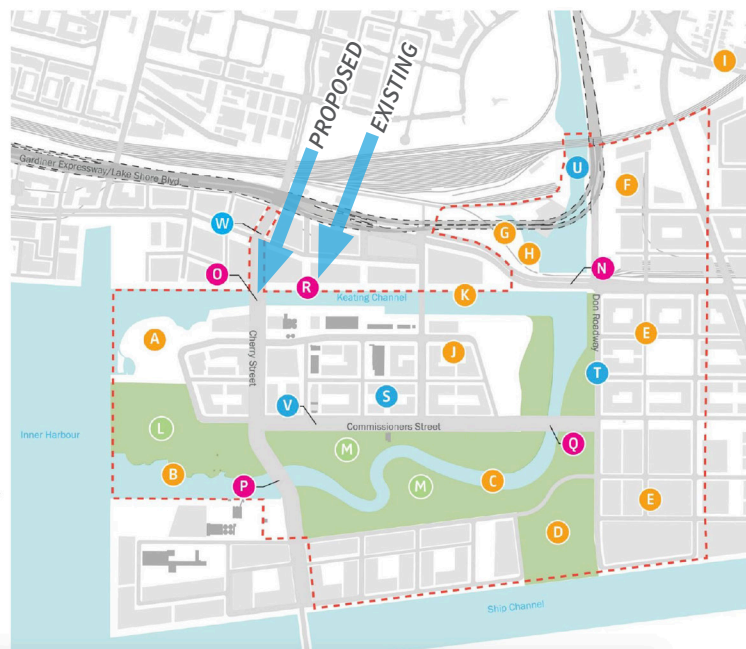 PROPOSED
EXISTING
I
Gardiner Expressway/Lake Shore Blvd
U
F
W
G
H
O
R
N
K
Keating Channel
Don Roadway
A
Cherry Street
E
J
T
S
V
L
Commissioners Street
Inner Harbour
M
Q
B
P
M
C
E
D
Ship Channel